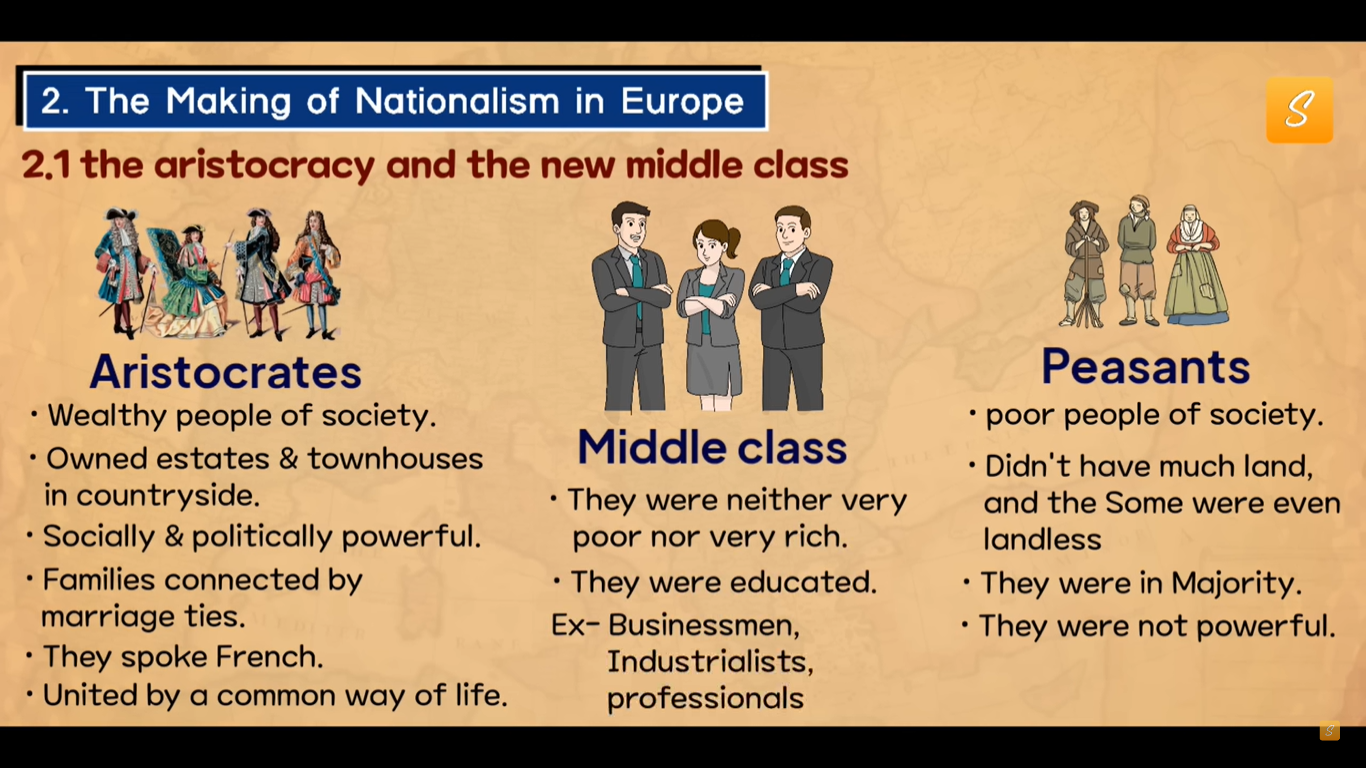 2. The Making of Nationalism in Europe
S
2.1 the aristocracy and the new middle class
Aristocrates
• Wealthy people of society.
• Owned estates & townhouses
in countryside.
• Socially & politically powerful.
• Families connected by
marriage ties.
• They spoke French.
• United by a common way of life.
Middle class
• They were neither very
poor nor very rich.
• They were educated.
Ex- Businessmen,
Industrialists,
professionals
Peasants
• poor people of society.
• Didn't have much land,
and the Some were even
landless
• They were in Majority.
• They were not powerful.
S